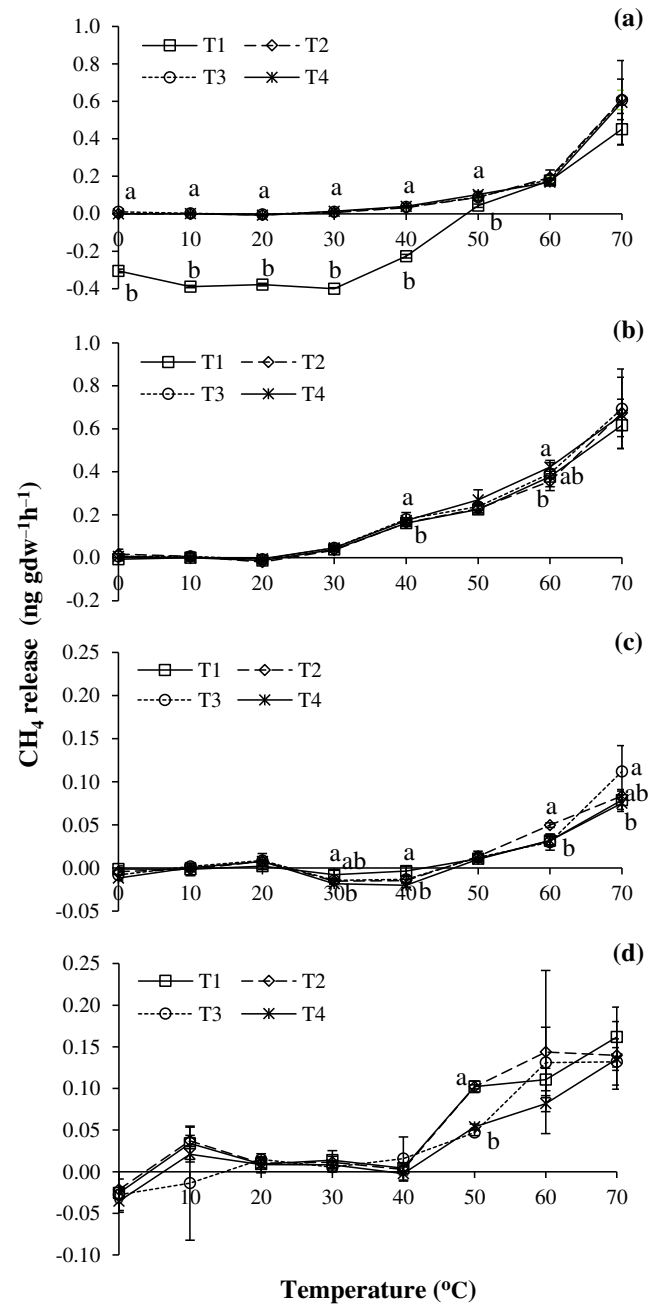 (a)
T1 T2
T3 T4
1.0
0.8
0.6
0.4
0.2
0.0
-0.2
-0.4
a a a a a a
0 10 20 30 40 50 60 70
b b b b b b
(b)
T1 T2
T3 T4
1.0
0.8
0.6
0.4
0.2
0.0
-0.2
a a
b b ab
0 10 20 30 40 50 60 70
CH₄ release (ng gdw⁻¹h⁻¹)
(c)
T1 T2
T3 T4
0.25
0.20
0.15
0.10
0.05
0.00
-0.05
a ab a a a ab
b b b b
0 10 20 30 40 50 60 70
(d)
T1 T2
T3 T4
0.25
0.20
0.15
0.10
0.05
0.00
-0.05
-0.10
a
b
0 10 20 30 40 50 60 70
Temperature (ºC)